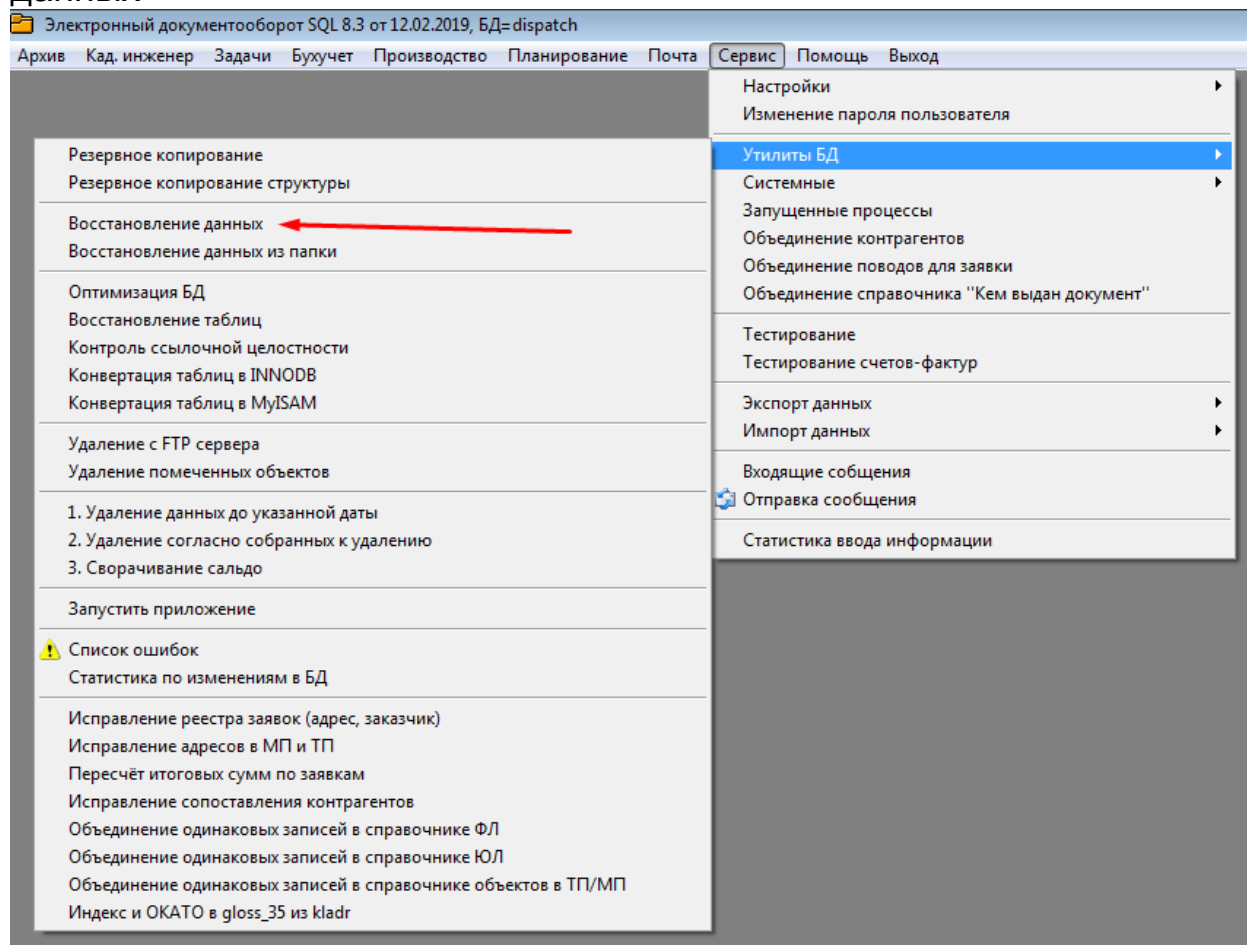 данных
Электронный документооборот SQL 8.3 от 12.02.2019, БД=dispatch
Архив Кад. инженер Задачи Бухучет Производство Планирование Почта Сервис Помощь Выход
Настройки
Изменение пароля пользователя
Утилиты БД
Системные
Запущенные процессы
Объединение контрагентов
Объединение поводов для заявки
Объединение справочника "Кем выдан документ"
Тестирование
Тестирование счетов-фактур
Экспорт данных
Импорт данных
Входящие собщения
Отправка сообщения
Статистика ввода информации
Резервное копирование
Резервное копирование структуры
Восстановление данных
Восстановление данных из папки
Оптимизация БД
Восстановление таблиц
Контроль ссылочной целостности
Конвертация таблиц в INNODB
Конвертация таблиц в MyISAM
Удаление с FTP сервера
Удаление помеченных объектов
1. Удаление данных до указанной даты
2. Удаление согласно собранных к удалению
3. Сворачивание сальдо
Запустить приложение
Список ошибок
Статистика по изменениям в БД
Исправление реестра заявок (адрес, заказчик)
Исправление адресов в МП и ТП
Пересчёт итоговых сумм по заявкам
Исправление сопоставления контрагентов
Объединение одинаковых записей в справочнике ФЛ
Объединение одинаковых записей в справочнике ЮЛ
Объединение одинаковых записей в справочнике объектов в ТП/МП
Индекс и ОКАТО в gloss_35 из kladr